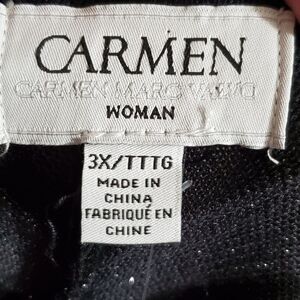 CARMEN
CARMEN MARC VALVO
WOMAN
3X/TTTG
MADE IN
CHINA
FABRIQUÉ EN
CHINE